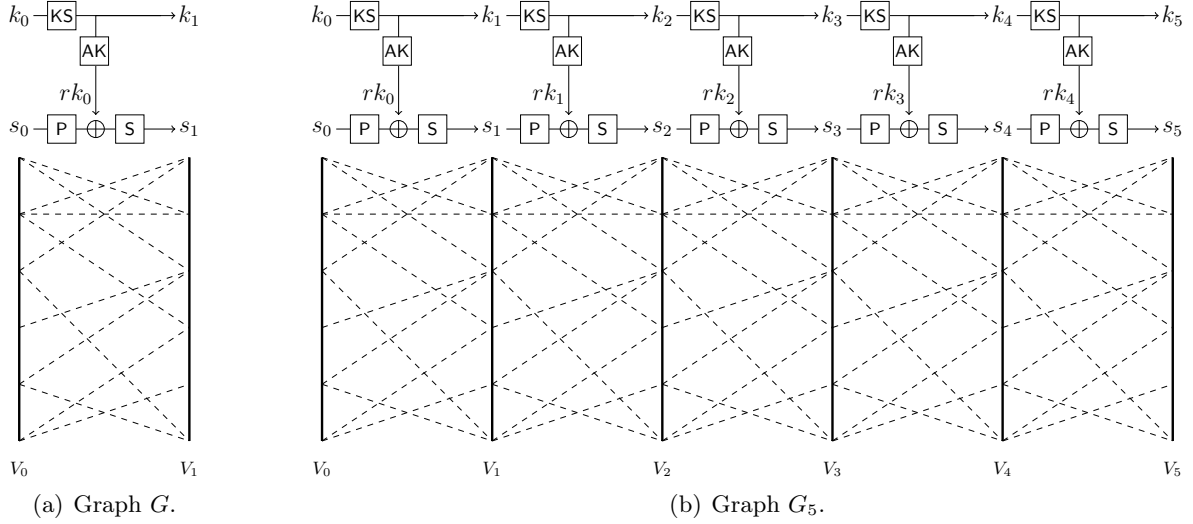 k₀ KS k₁ k₀ KS k₁ KS k₂ KS k₃ KS k₄ KS k₅
AK AK AK AK AK AK
rk₀ rk₀ rk₁ rk₂ rk₃ rk₄
s₀ P S s₁ s₀ P S s₁ P S s₂ P S s₃ P S s₄ P S s₅
V₀ V₁ V₀ V₁ V₂ V₃ V₄ V₅
(a) Graph G. (b) Graph G₅.